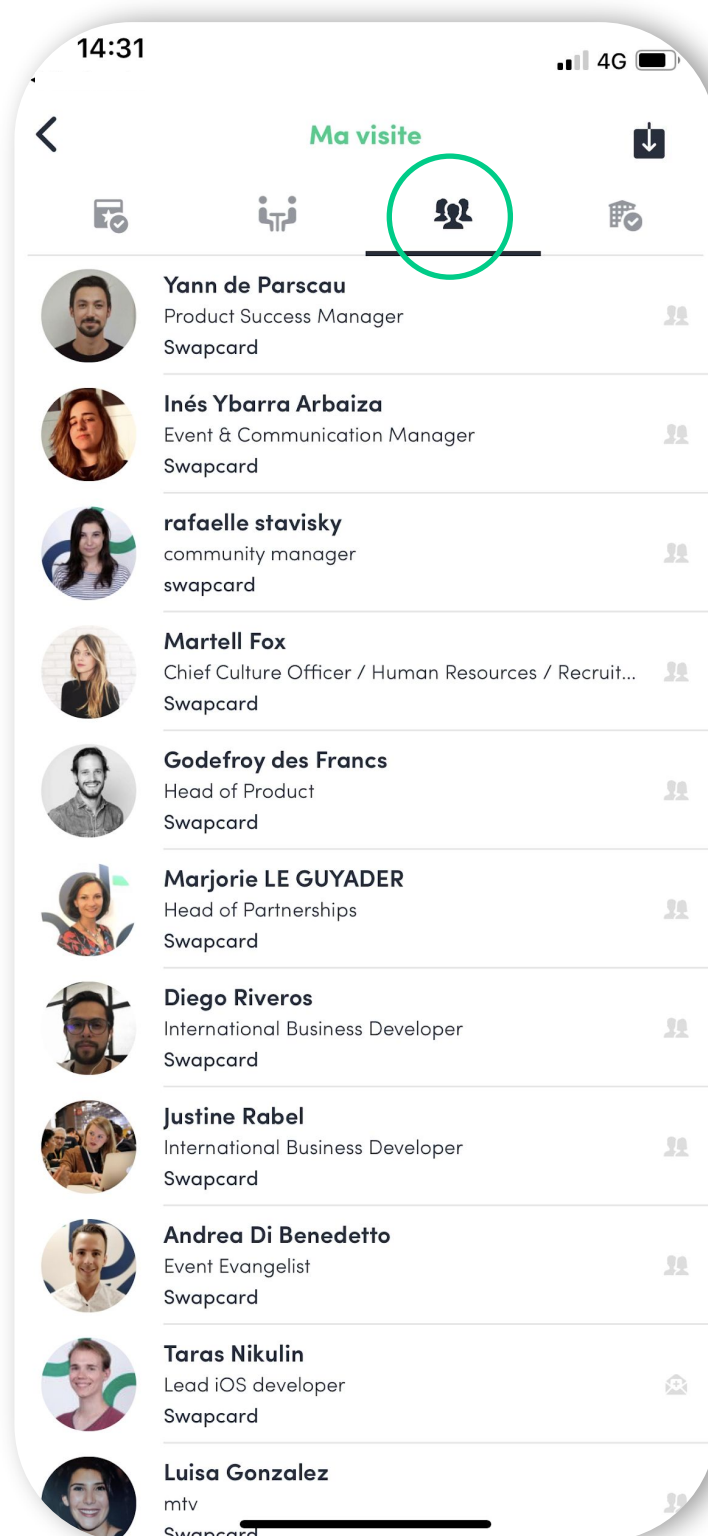 14:31
4G
Ma visite
Yann de Parscau
Product Success Manager
Swapcard
Inés Ybarra Arbaiza
Event & Communication Manager
Swapcard
rafaelle stavisky
community manager
swapcard
Martell Fox
Chief Culture Officer / Human Resources / Recruit...
Swapcard
Godefroy des Francs
Head of Product
Swapcard
Marjorie LE GUYADER
Head of Partnerships
Swapcard
Diego Riveros
International Business Developer
Swapcard
Justine Rabel
International Business Developer
Swapcard
Andrea Di Benedetto
Event Evangelist
Swapcard
Taras Nikulin
Lead iOS developer
Swapcard
Luisa Gonzalez
mtv
Swapcard